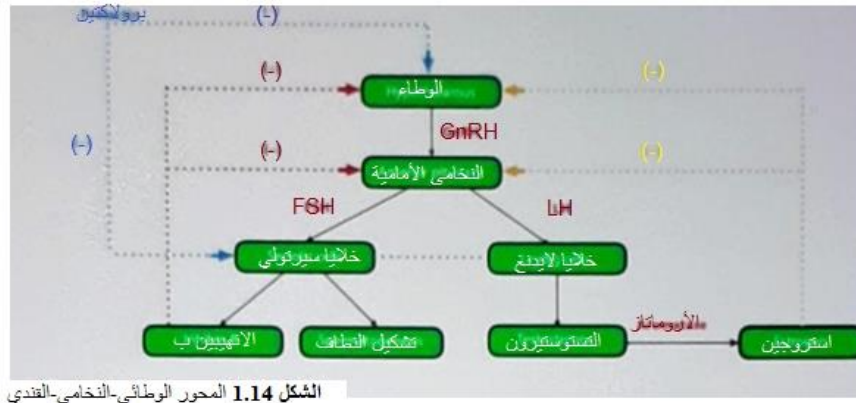 برولاكتين (-)
(-) (-)
الوطاء
GnRH
(-) (-) (-)
النخامى الأمامية
FSH LH
خلايا سيرتولي خلايا لايدنغ
الأروماتاز
الانهيبين ب تشكيل النطاف التستوستيرون استروجين
الشكل 1.14 المحور الوطائي-النخامي-القندي